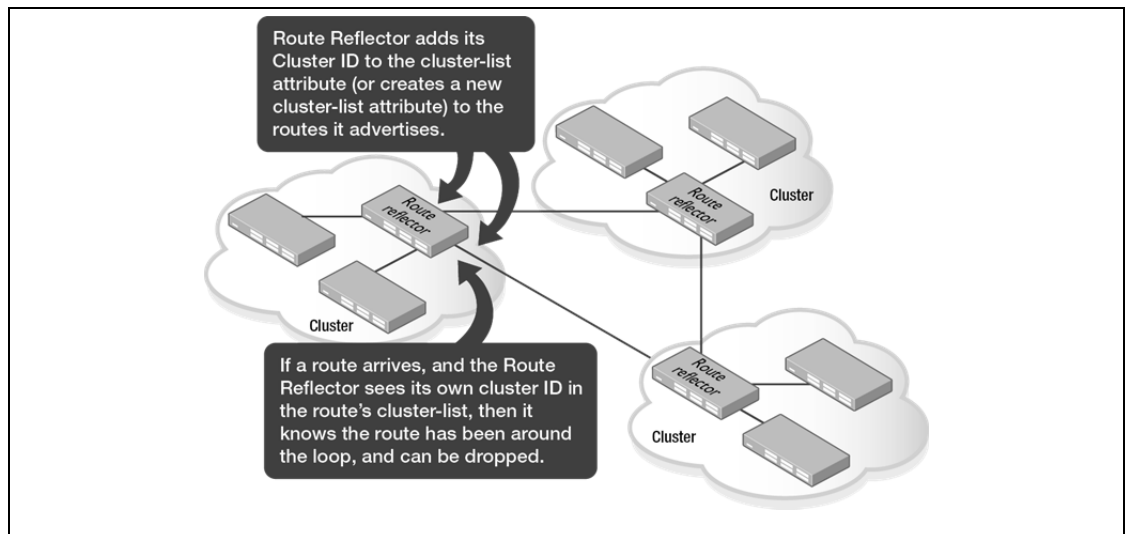 Route Reflector adds its
Cluster ID to the cluster-list
attribute (or creates a new
cluster-list attribute) to the
routes it advertises.
Route
reflector
Cluster
Route
reflector
Cluster
If a route arrives, and the Route
Reflector sees its own cluster ID in
the route's cluster-list, then it
knows the route has been around
the loop, and can be dropped.
Route
reflector
Cluster